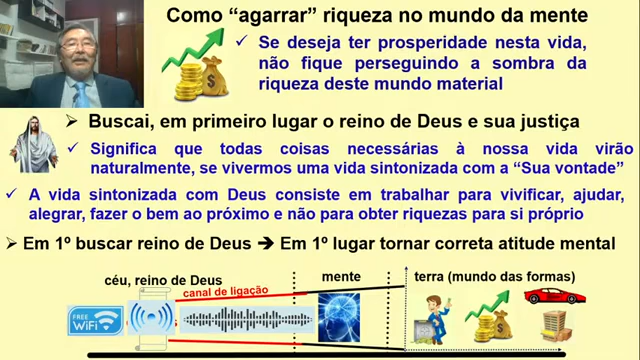 Como “agarrar” riqueza no mundo da mente
✓ Se deseja ter prosperidade nesta vida,
não fique perseguindo a sombra da
riqueza deste mundo material
➢ Buscai, em primeiro lugar o reino de Deus e sua justiça
✓ Significa que todas coisas necessárias à nossa vida virão
naturalmente, se vivermos uma vida sintonizada com a “Sua vontade”
✓ A vida sintonizada com Deus consiste em trabalhar para vivificar, ajudar,
alegrar, fazer o bem ao próximo e não para obter riquezas para si próprio
➢ Em 1º buscar reino de Deus ➔ Em 1º lugar tornar correta atitude mental
céu, reino de Deus
mente
terra (mundo das formas)
canal de ligação
FREE
WiFi